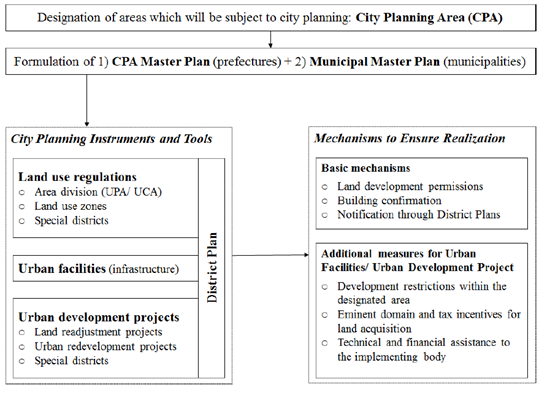 Designation of areas which will be subject to city planning: City Planning Area (CPA)
Formulation of 1) CPA Master Plan (prefectures) + 2) Municipal Master Plan (municipalities)
City Planning Instruments and Tools
Land use regulations
○ Area division (UPA/ UCA)
○ Land use zones
○ Special districts
Urban facilities (infrastructure)
Urban development projects
○ Land readjustment projects
○ Urban redevelopment projects
○ Special districts
District Plan
Mechanisms to Ensure Realization
Basic mechanisms
○ Land development permissions
○ Building confirmation
○ Notification through District Plans
Additional measures for Urban
Facilities/ Urban Development Project
○ Development restrictions within the
designated area
○ Eminent domain and tax incentives for
land acquisition
○ Technical and financial assistance to
the implementing body